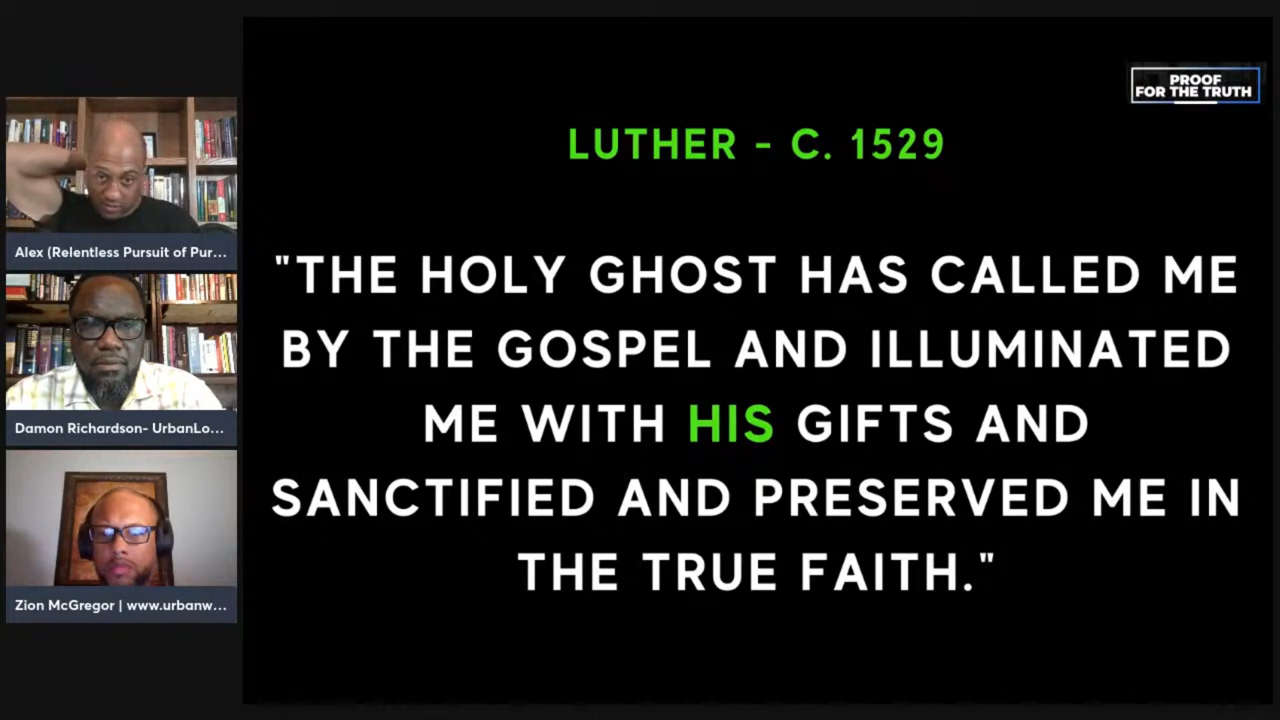 PROOF
FOR THE TRUTH
LUTHER - C. 1529
"THE HOLY GHOST HAS CALLED ME
BY THE GOSPEL AND ILLUMINATED
ME WITH HIS GIFTS AND
SANCTIFIED AND PRESERVED ME IN
THE TRUE FAITH."
Alex (Relentless Pursuit of Pur...
Damon Richardson- UrbanLo...
Zion McGregor | www.urbanw...